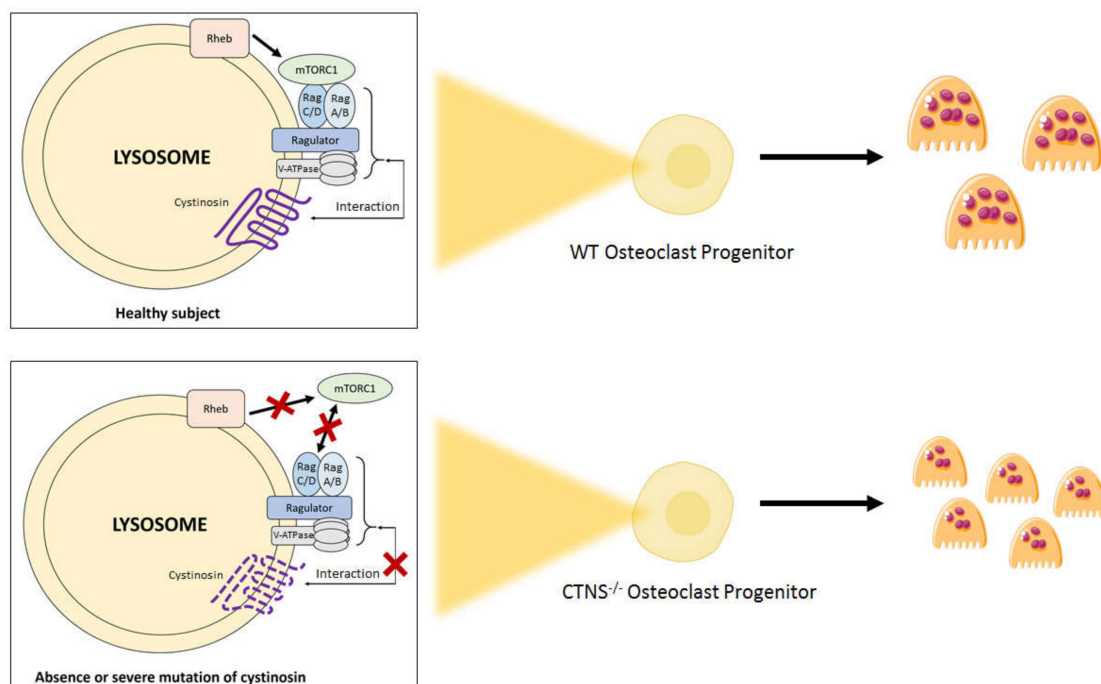 Rheb
mTORC1
Rag
C/D
Rag
A/B
Ragulator
V-ATPase
LYSOSOME
Cystinosin
Interaction
Healthy subject
WT Osteoclast Progenitor
Rheb
mTORC1
Rag
C/D
Rag
A/B
Ragulator
V-ATPase
LYSOSOME
Cystinosin
Interaction
Absence or severe mutation of cystinosin
CTNS-/- Osteoclast Progenitor